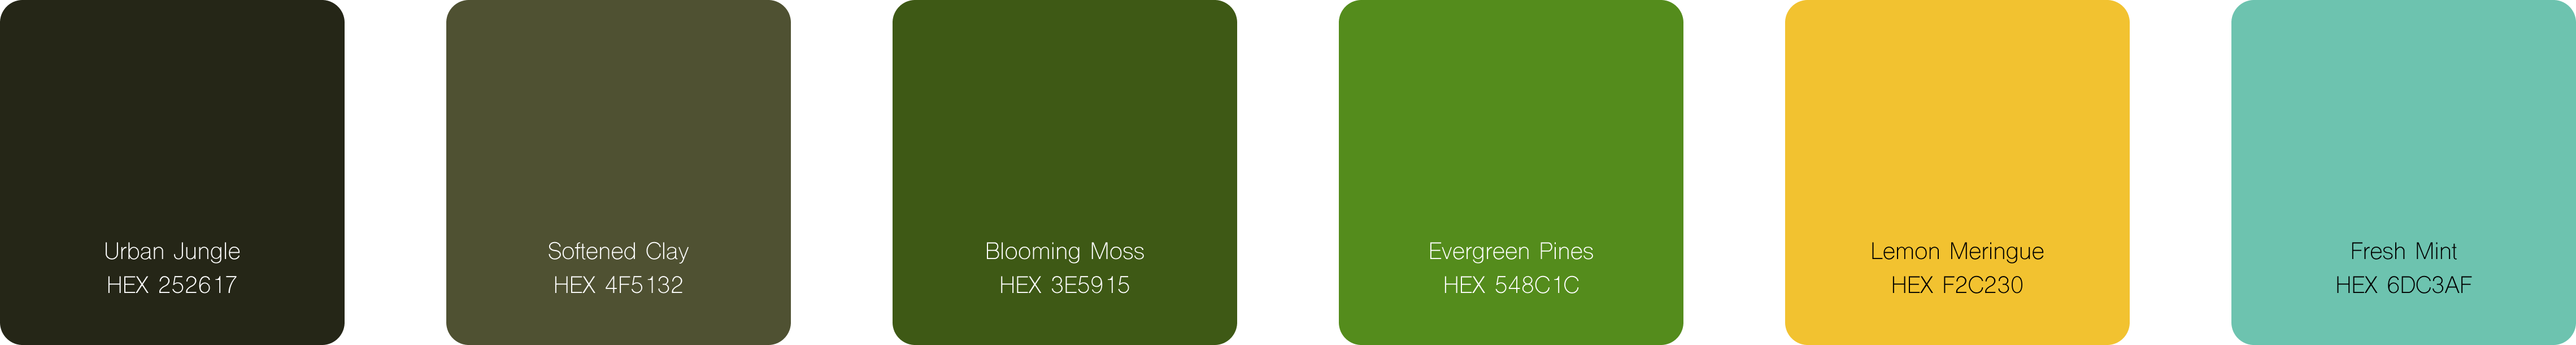 Urban Jungle
HEX 252617
Softened Clay
HEX 4F5132
Blooming Moss
HEX 3E5915
Evergreen Pines
HEX 548C1C
Lemon Meringue
HEX F2C230
Fresh Mint
HEX 6DC3AF